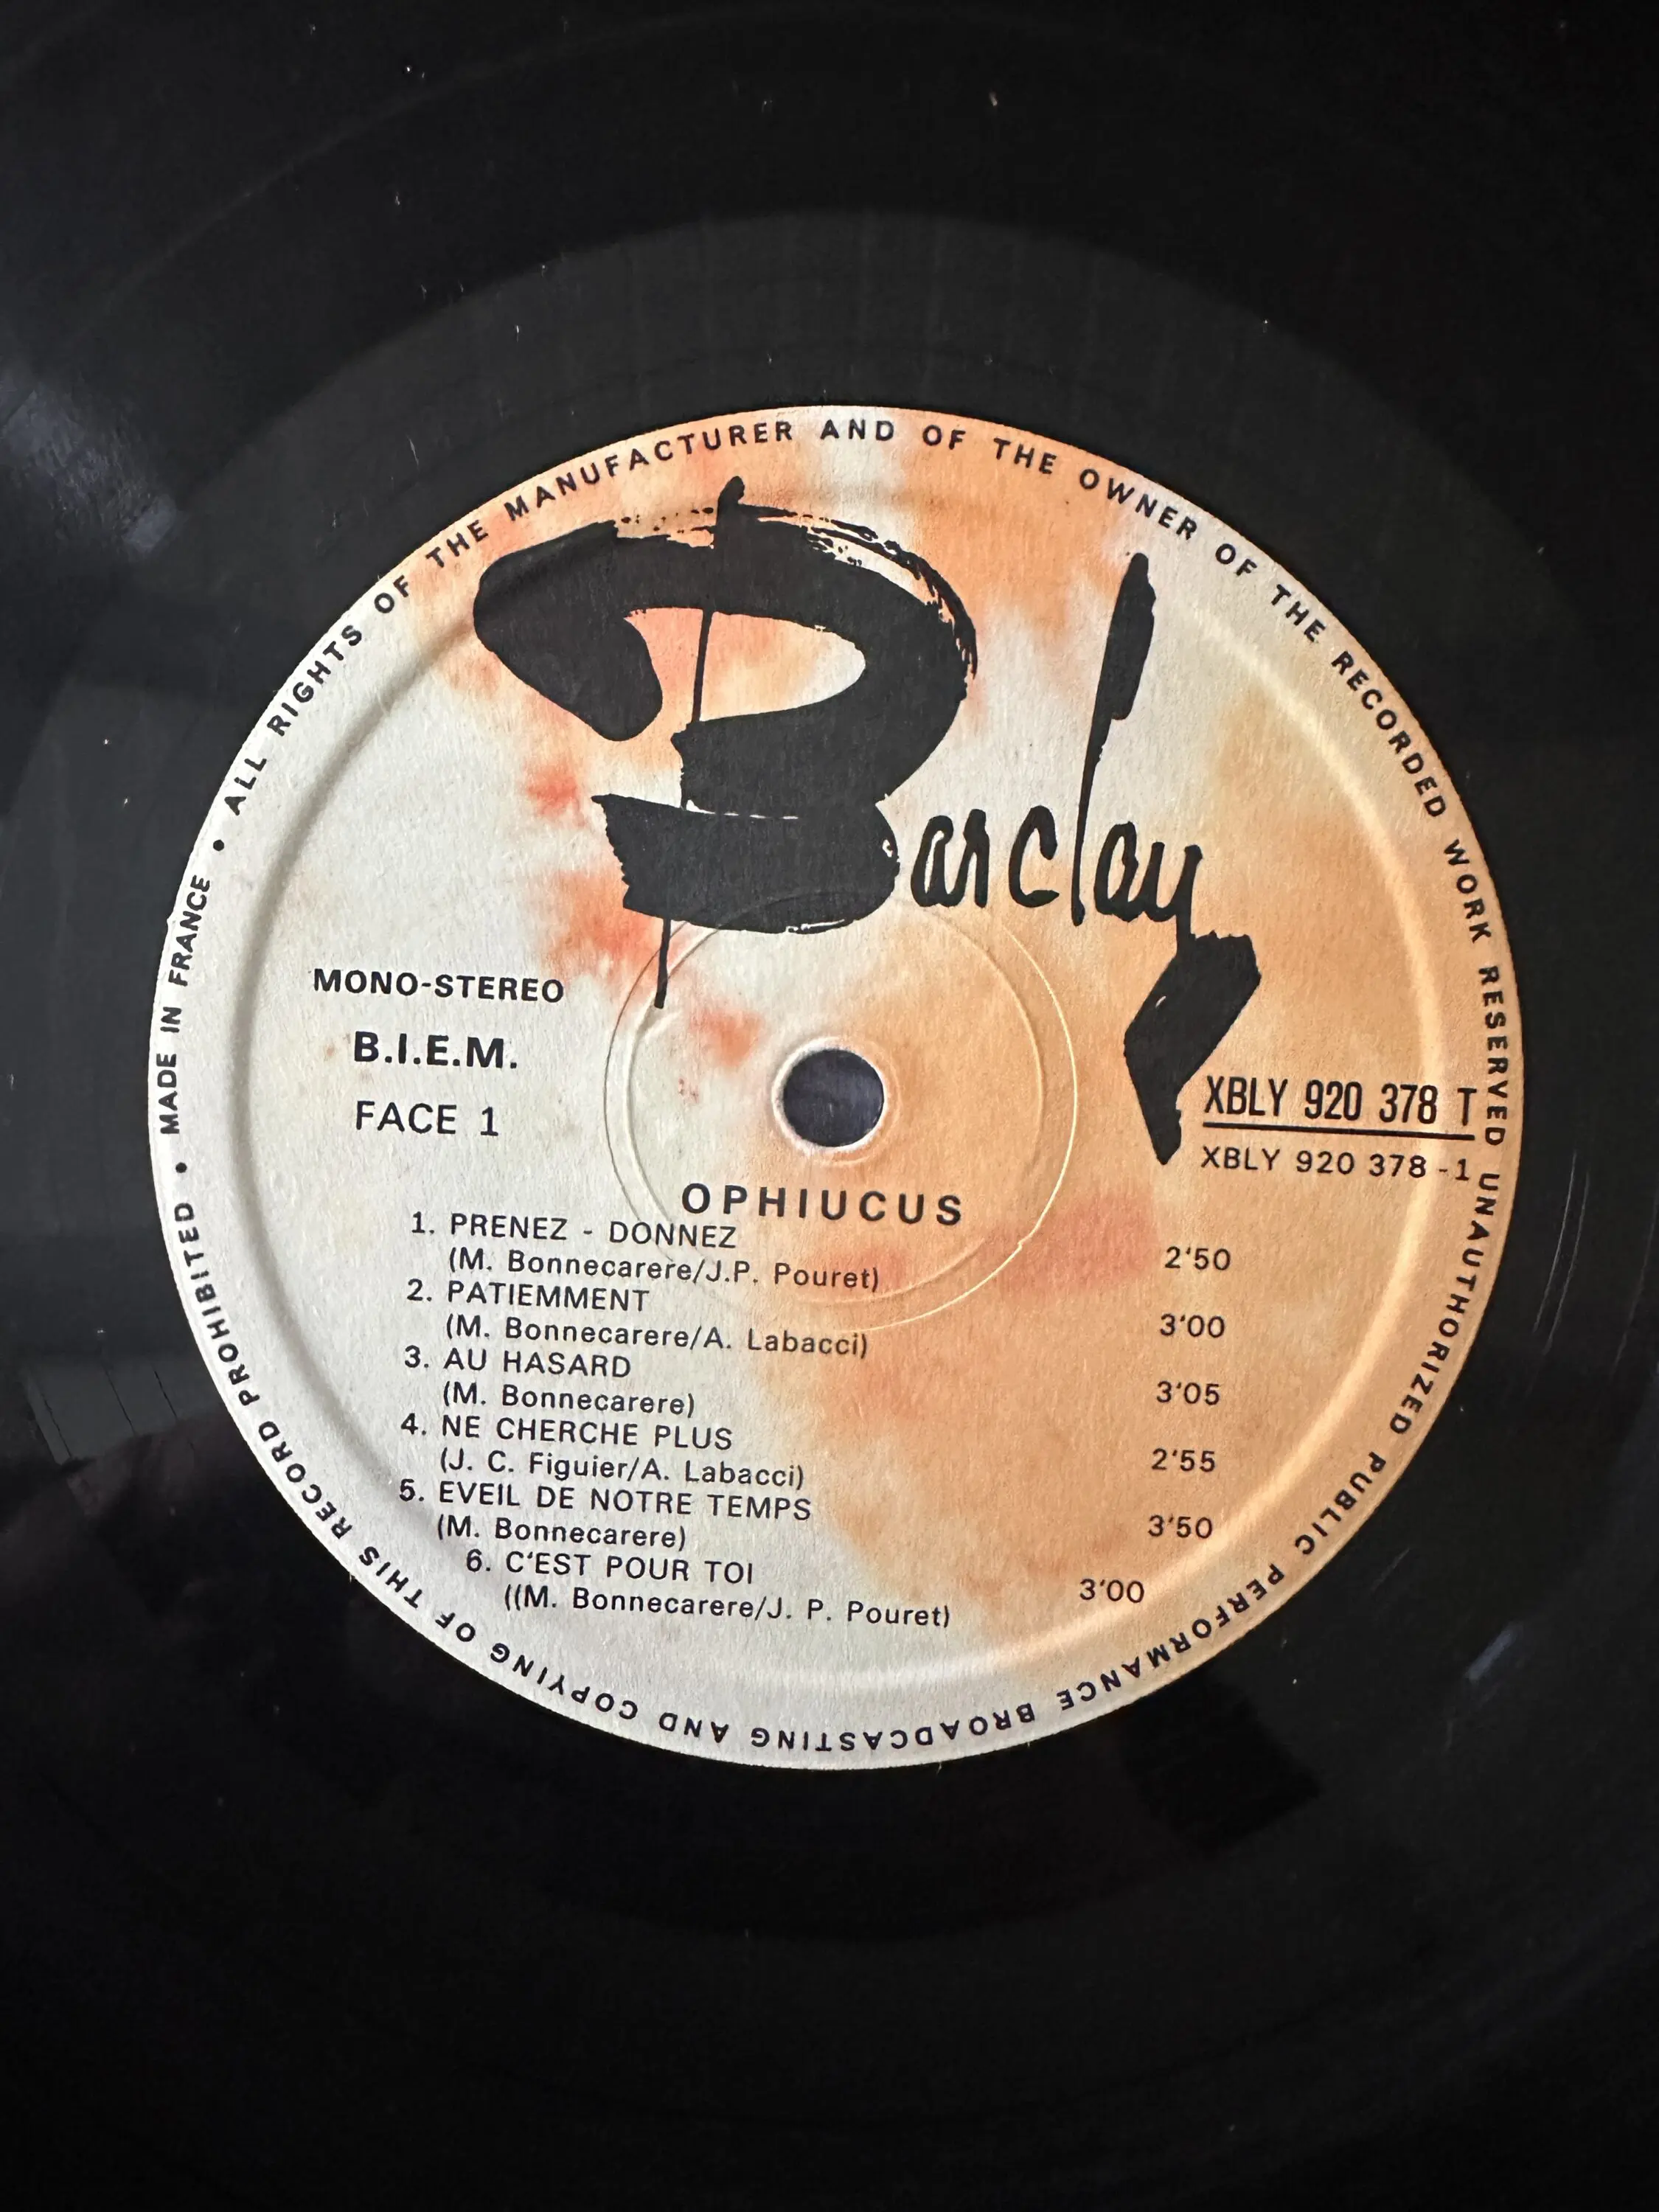 MADE IN FRANCE • ALL RIGHTS OF THE MANUFACTURER AND OF THE OWNER OF THE RECORDED WORK RESERVED UNAUTHORIZED PUBLIC PERFORMANCE BROADCASTING AND COPYING OF THIS RECORD PROHIBITED •
Barclay
MONO-STEREO
B.I.E.M.
FACE 1
XBLY 920 378 T
XBLY 920 378 - 1
OPHIUCUS
1. PRENEZ - DONNEZ
(M. Bonnecarere/J.P. Pouret) 2'50
2. PATIEMMENT
(M. Bonnecarere/A. Labacci) 3'00
3. AU HASARD
(M. Bonnecarere) 3'05
4. NE CHERCHE PLUS
(J. C. Figuier/A. Labacci) 2'55
5. EVEIL DE NOTRE TEMPS
(M. Bonnecarere) 3'50
6. C'EST POUR TOI
((M. Bonnecarere/J. P. Pouret) 3'00